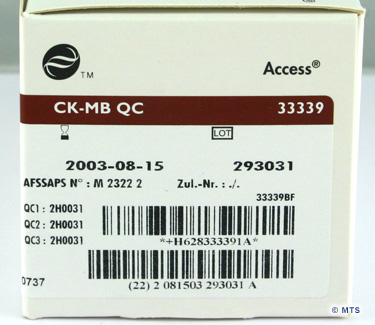 TM
Access®
CK-MB QC 33339
LOT
2003-08-15 293031
AFSSAPS N° : M 2322 2 Zul.-Nr. : ./.
33339BF
QC1 : 2H0031
QC2 : 2H0031
QC3 : 2H0031
*+H628333391A*
0737
(22) 2 081503 293031 A
© MTS